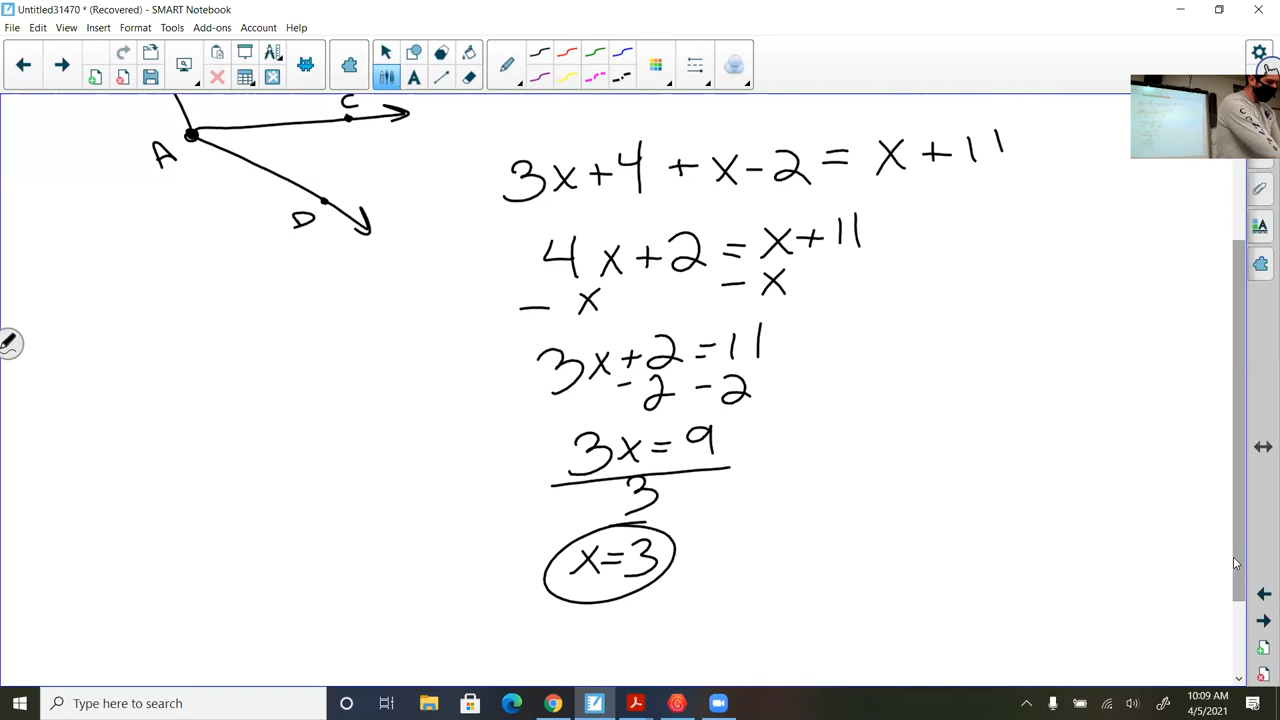 Untitled31470 * (Recovered) - SMART Notebook
File Edit View Insert Format Tools Add-ons Account Help
C
A
D
3x+4 + x-2 = x+11
4x+2 = x+11
- x - x
3x+2 = 11
-2 -2
3x = 9
3
x=3
Type here to search
10:09 AM
4/5/2021